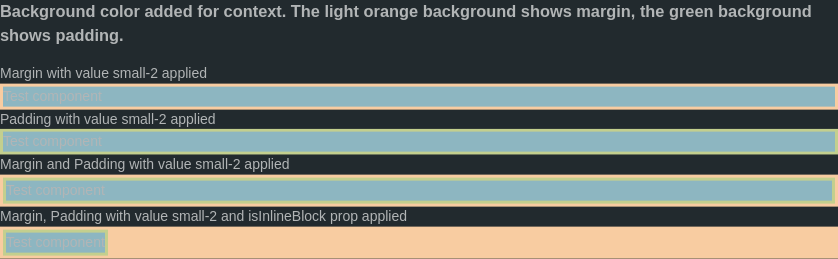 Background color added for context. The light orange background shows margin, the green background
shows padding.
Margin with value small-2 applied
Test component
Padding with value small-2 applied
Test component
Margin and Padding with value small-2 applied
Test component
Margin, Padding with value small-2 and isInlineBlock prop applied
Test component